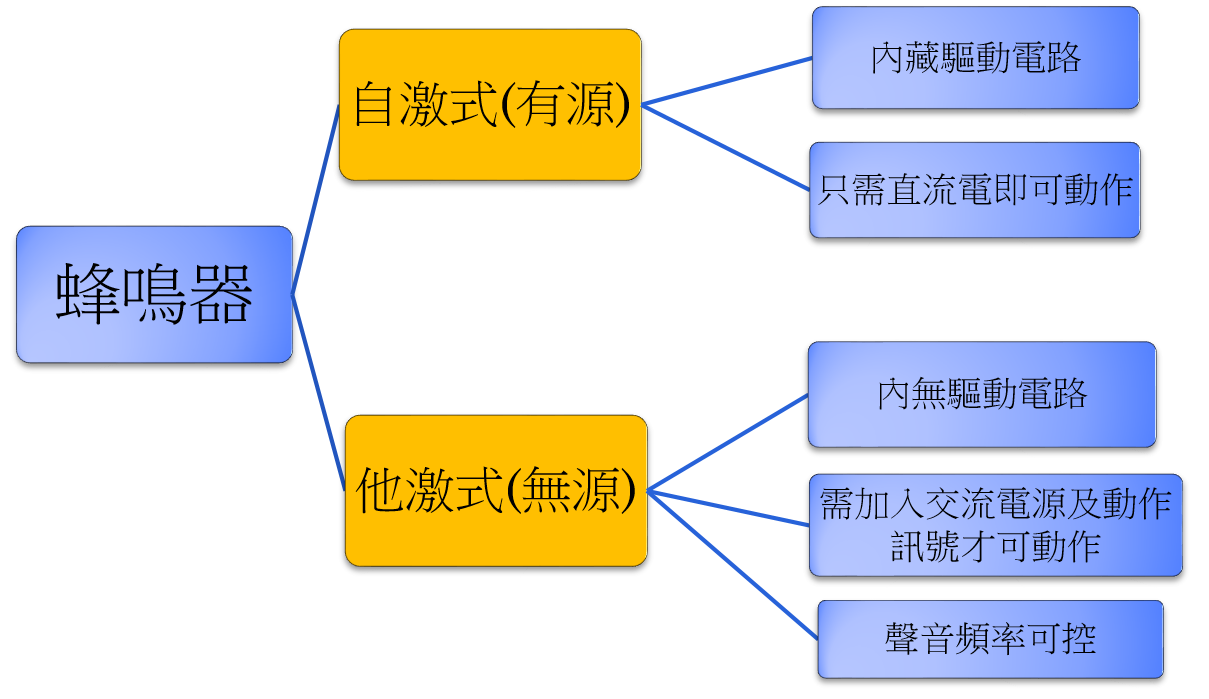 蜂鳴器
自激式(有源)
內藏驅動電路
只需直流電即可動作
他激式(無源)
內無驅動電路
需加入交流電源及動作
訊號才可動作
聲音頻率可控